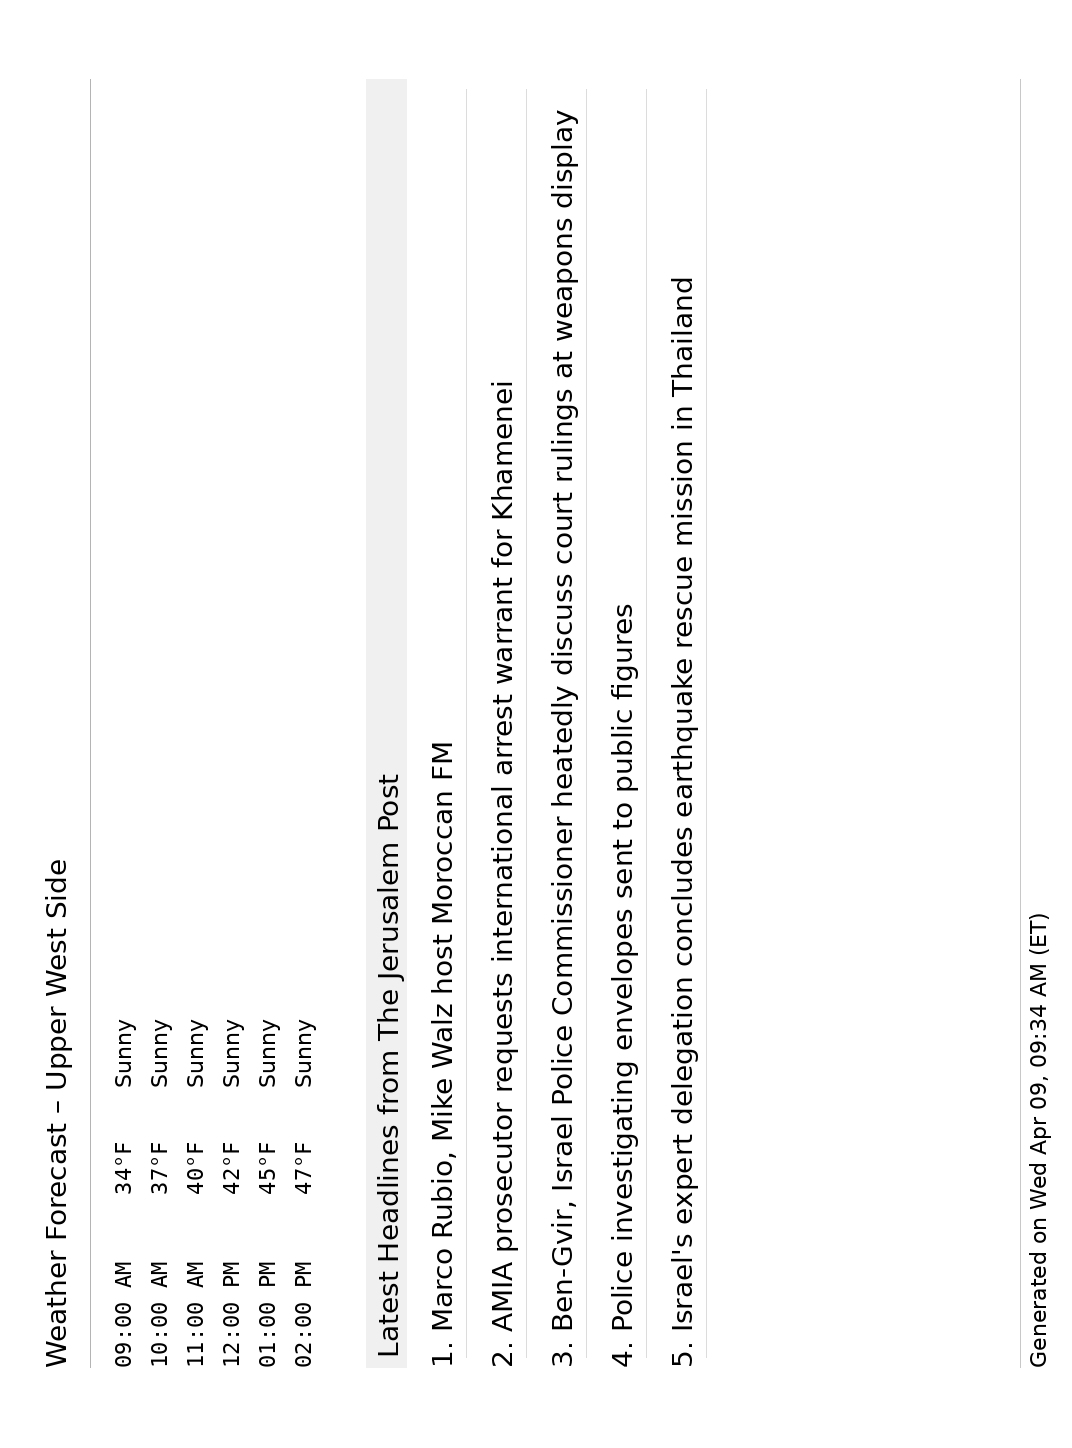 Weather Forecast – Upper West Side
09:00 AM 34°F Sunny
10:00 AM 37°F Sunny
11:00 AM 40°F Sunny
12:00 PM 42°F Sunny
01:00 PM 45°F Sunny
02:00 PM 47°F Sunny
Latest Headlines from The Jerusalem Post
1. Marco Rubio, Mike Walz host Moroccan FM
2. AMIA prosecutor requests international arrest warrant for Khamenei
3. Ben-Gvir, Israel Police Commissioner heatedly discuss court rulings at weapons display
4. Police investigating envelopes sent to public figures
5. Israel's expert delegation concludes earthquake rescue mission in Thailand
Generated on Wed Apr 09, 09:34 AM (ET)